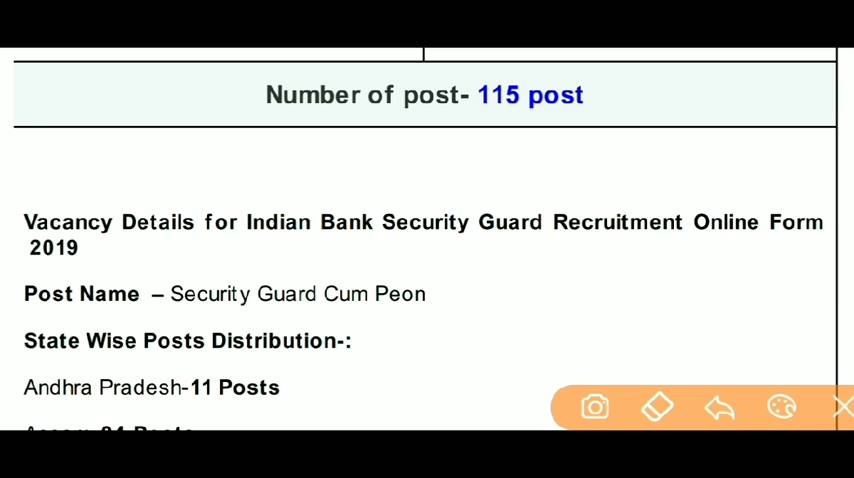 Number of post- 115 post
Vacancy Details for Indian Bank Security Guard Recruitment Online Form
2019
Post Name – Security Guard Cum Peon
State Wise Posts Distribution-:
Andhra Pradesh-11 Posts